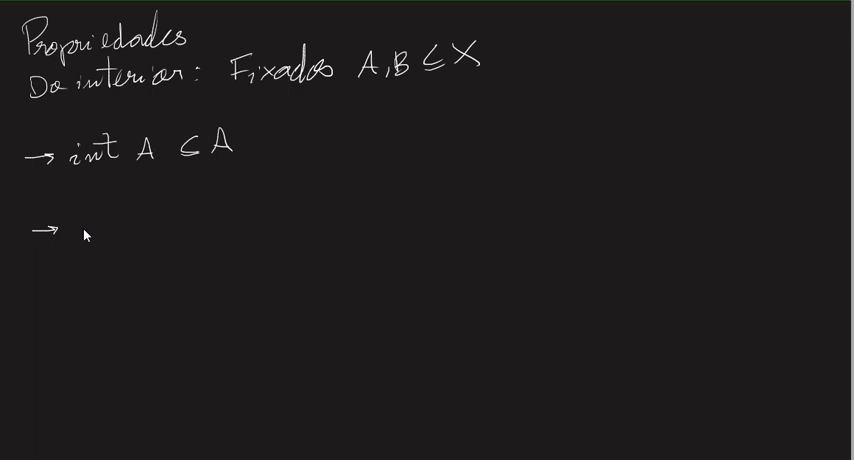 Propriedades
Do interior: Fixados A, B ⊆ X
→ int A ⊆ A
→